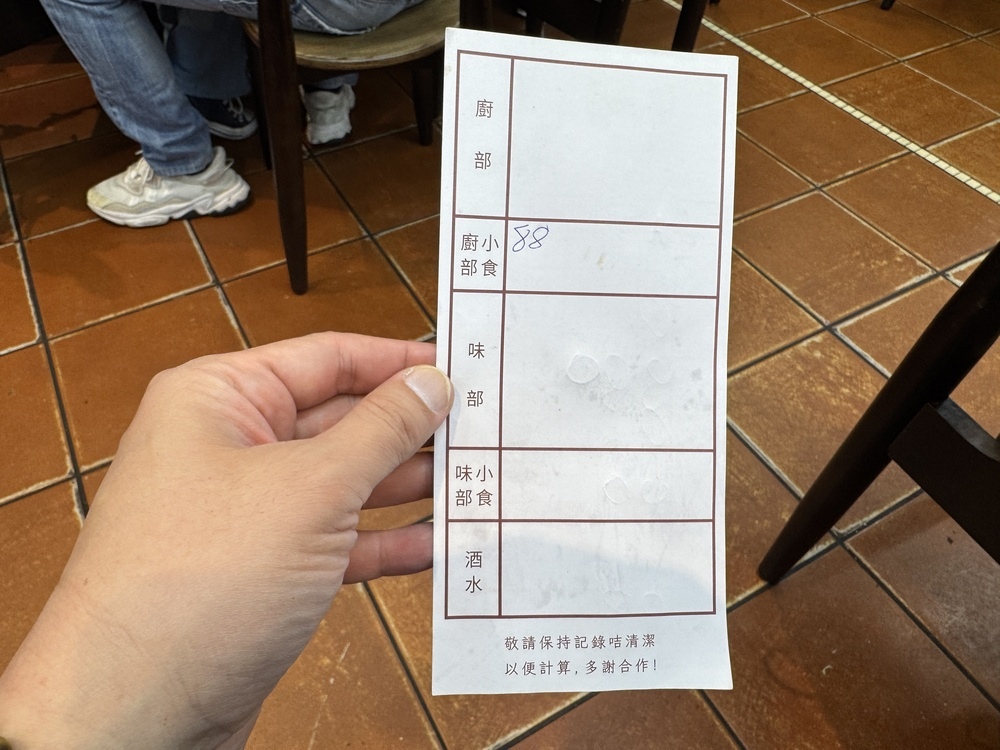 廚部
小食廚部 88
味部
小食味部
酒水
敬請保持記錄咭清潔
以便計算,多謝合作!